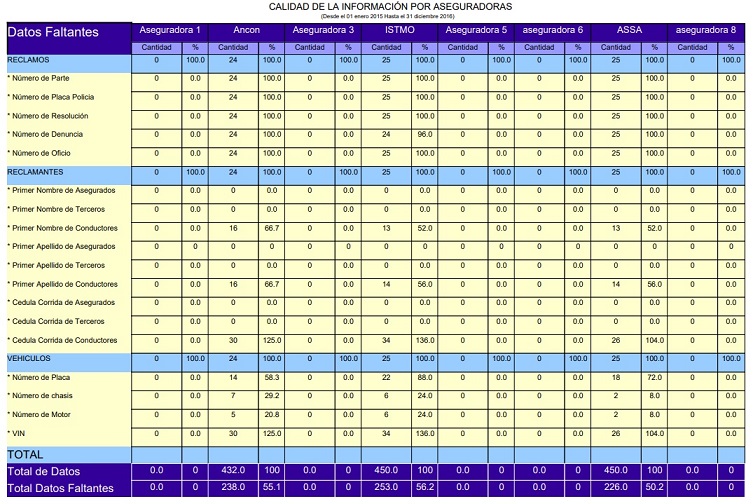 CALIDAD DE LA INFORMACIÓN POR ASEGURADORAS
(Desde el 01 enero 2015 Hasta el 31 diciembre 2016)
Datos Faltantes Aseguradora 1 Ancon Aseguradora 3 ISTMO Aseguradora 5 aseguradora 6 ASSA aseguradora 8
Cantidad % Cantidad % Cantidad % Cantidad % Cantidad % Cantidad % Cantidad % Cantidad %
RECLAMOS 0 100.0 24 100.0 0 100.0 25 100.0 0 100.0 0 100.0 25 100.0 0 100.0
* Número de Parte 0 0.0 24 100.0 0 0.0 25 100.0 0 0.0 0 0.0 25 100.0 0 0.0
* Número de Placa Policia 0 0.0 24 100.0 0 0.0 25 100.0 0 0.0 0 0.0 25 100.0 0 0.0
* Número de Resolución 0 0.0 24 100.0 0 0.0 25 100.0 0 0.0 0 0.0 25 100.0 0 0.0
* Número de Denuncia 0 0.0 24 100.0 0 0.0 24 96.0 0 0.0 0 0.0 25 100.0 0 0.0
* Número de Oficio 0 0.0 24 100.0 0 0.0 25 100.0 0 0.0 0 0.0 25 100.0 0 0.0
RECLAMANTES 0 100.0 24 100.0 0 100.0 25 100.0 0 100.0 0 100.0 25 100.0 0 100.0
* Primer Nombre de Asegurados 0 0.0 0 0.0 0 0.0 0 0.0 0 0.0 0 0.0 0 0.0 0 0.0
* Primer Nombre de Terceros 0 0.0 0 0.0 0 0.0 0 0.0 0 0.0 0 0.0 0 0.0 0 0.0
* Primer Nombre de Conductores 0 0.0 16 66.7 0 0.0 13 52.0 0 0.0 0 0.0 13 52.0 0 0.0
* Primer Apellido de Asegurados 0 0 0 0 0 0 0 0 0 0 0 0 0 0 0 0
* Primer Apellido de Terceros 0 0.0 0 0.0 0 0.0 0 0.0 0 0.0 0 0.0 0 0.0 0 0.0
* Primer Apellido de Conductores 0 0.0 16 66.7 0 0.0 14 56.0 0 0.0 0 0.0 14 56.0 0 0.0
* Cedula Corrida de Asegurados 0 0.0 0 0.0 0 0.0 0 0.0 0 0.0 0 0.0 0 0.0 0 0.0
* Cedula Corrida de Terceros 0 0.0 0 0.0 0 0.0 0 0.0 0 0.0 0 0.0 0 0.0 0 0.0
* Cedula Corrida de Conductores 0 0.0 30 125.0 0 0.0 34 136.0 0 0.0 0 0.0 26 104.0 0 0.0
VEHICULOS 0 100.0 24 100.0 0 100.0 25 100.0 0 100.0 0 100.0 25 100.0 0 100.0
* Número de Placa 0 0.0 14 58.3 0 0.0 22 88.0 0 0.0 0 0.0 18 72.0 0 0.0
* Número de chasis 0 0.0 7 29.2 0 0.0 6 24.0 0 0.0 0 0.0 2 8.0 0 0.0
* Número de Motor 0 0.0 5 20.8 0 0.0 6 24.0 0 0.0 0 0.0 2 8.0 0 0.0
* VIN 0 0.0 30 125.0 0 0.0 34 136.0 0 0.0 0 0.0 26 104.0 0 0.0
TOTAL
Total de Datos 0.0 0 432.0 100 0.0 0 450.0 100 0.0 0 0.0 0 450.0 100 0.0 0
Total Datos Faltantes 0.0 0 238.0 55.1 0.0 0 253.0 56.2 0.0 0 0.0 0 226.0 50.2 0.0 0